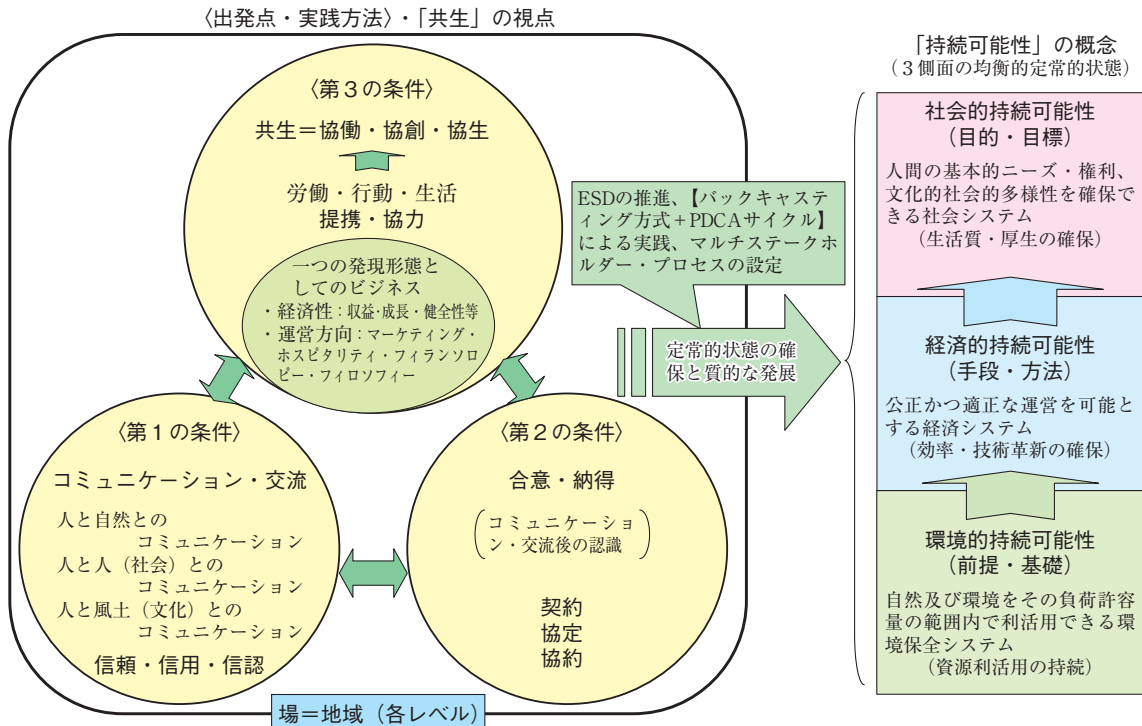 〈出発点・実践方法〉・「共生」の視点
〈第３の条件〉
共生＝協働・協創・協生
労働・行動・生活
提携・協力
一つの発現形態と
してのビジネス
・経済性：収益・成長・健全性等
・運営方向：マーケティング・
ホスピタリティ・フィランソロ
ピー・フィロソフィー
〈第１の条件〉
コミュニケーション・交流
人と自然との
コミュニケーション
人と人（社会）との
コミュニケーション
人と風土（文化）との
コミュニケーション
信頼・信用・信認
〈第２の条件〉
合意・納得
（コミュニケーショ
ン・交流後の認識）
契約
協定
協約
場＝地域（各レベル）
ESDの推進、【バックキャスティ
ング方式＋PDCAサイクル】
による実践、マルチステークホ
ルダー・プロセスの設定
定常的状態の確
保と質的な発展
「持続可能性」の概念
（３側面の均衡的定常的状態）
社会的持続可能性
（目的・目標）
人間の基本的ニーズ・権利、
文化的社会的多様性を確保で
きる社会システム
（生活質・厚生の確保）
経済的持続可能性
（手段・方法）
公正かつ適正な運営を可能と
する経済システム
（効率・技術革新の確保）
環境的持続可能性
（前提・基礎）
自然及び環境をその負荷許容
量の範囲内で利活用できる環
境保全システム
（資源利活用の持続）